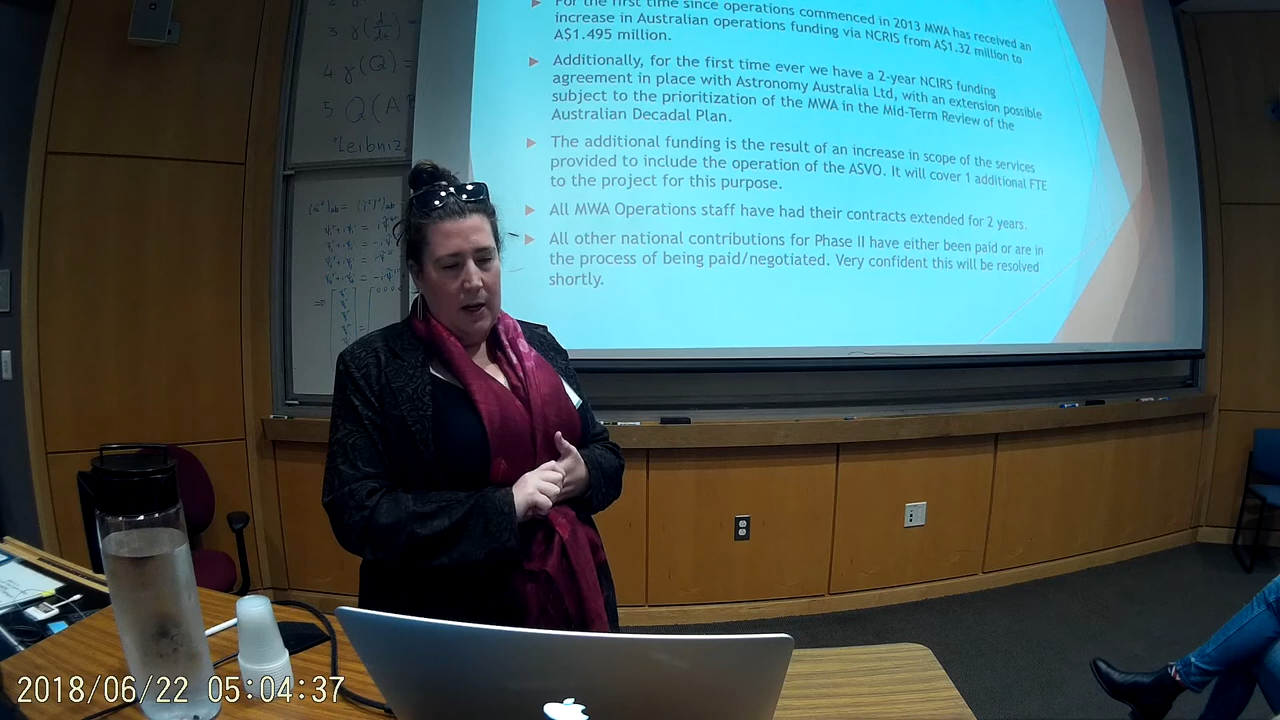 For the first time since operations commenced in 2013 MWA has received an
increase in Australian operations funding via NCRIS from A$1.32 million to
A$1.495 million.
Additionally, for the first time ever we have a 2-year NCIRS funding
agreement in place with Astronomy Australia Ltd, with an extension possible
subject to the prioritization of the MWA in the Mid-Term Review of the
Australian Decadal Plan.
The additional funding is the result of an increase in scope of the services
provided to include the operation of the ASVO. It will cover 1 additional FTE
to the project for this purpose.
All MWA Operations staff have had their contracts extended for 2 years.
All other national contributions for Phase II have either been paid or are in
the process of being paid/negotiated. Very confident this will be resolved
shortly.
3
4 γ(Q) =
5 Q(A
"Leibniz
2018/06/22 05:04:37